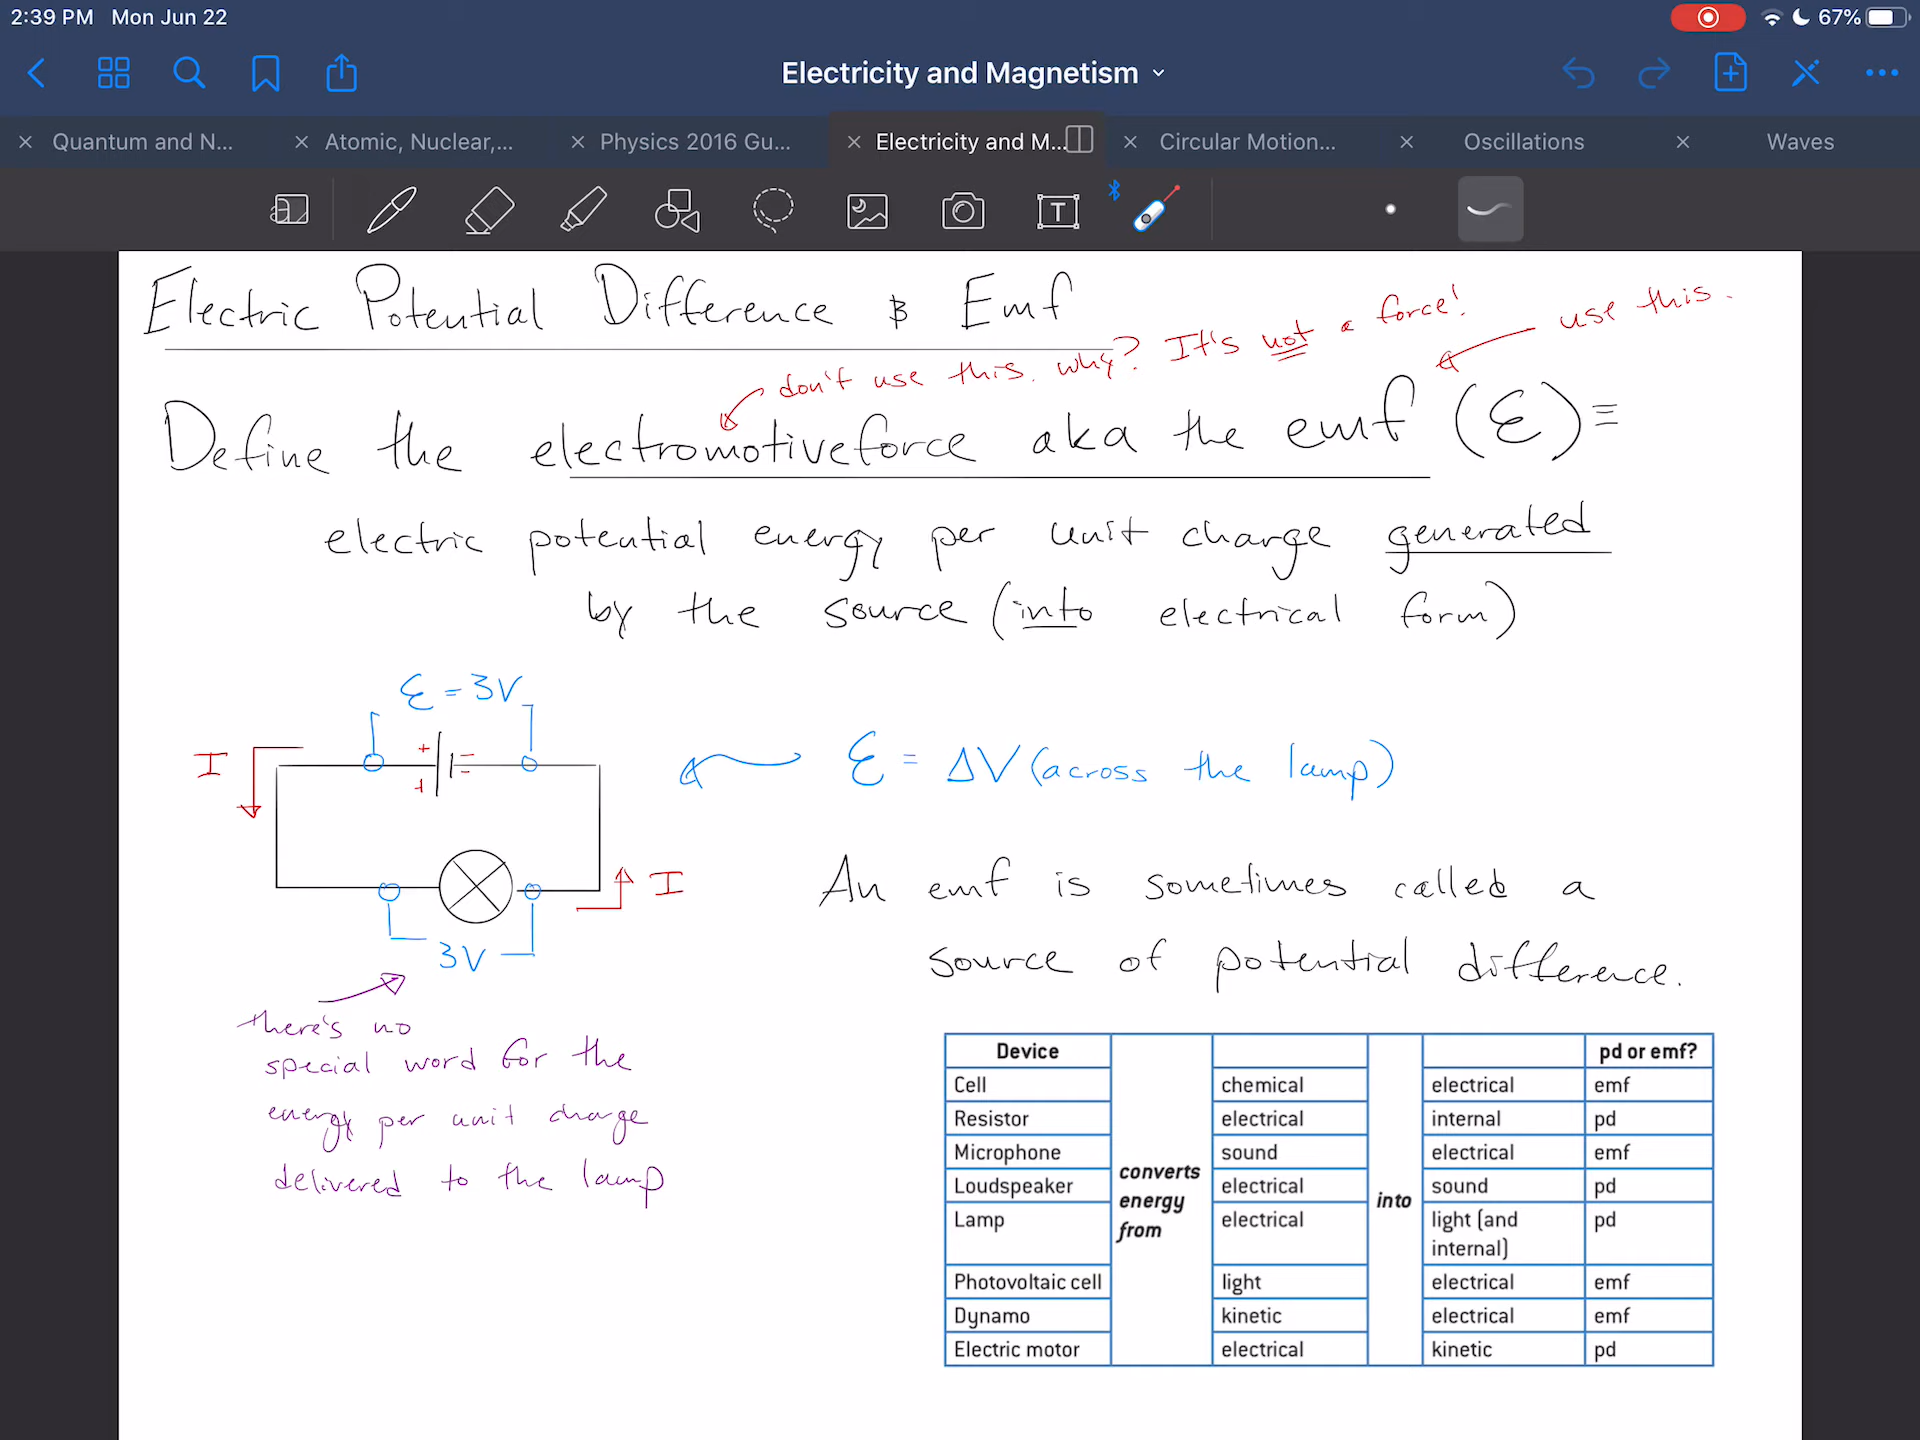 2:39 PM Mon Jun 22
67%
Electricity and Magnetism
Quantum and N...
Atomic, Nuclear,...
Physics 2016 Gu...
Electricity and M...
Circular Motion...
Oscillations
Waves
Electric Potential Difference & Emf
don't use this. why? It's not a force!
use this.
Define the electromotive force aka the emf (ε) ≡
electric potential energy per unit charge generated
by the source (into electrical form)
ε = 3V
I
+
+
ε = ΔV (across the lamp)
I
3V
An emf is sometimes called a
source of potential difference.
there's no
special word for the
energy per unit charge
delivered to the lamp
Device pd or emf?
converts energy from
into
Cell chemical electrical emf
Resistor electrical internal pd
Microphone sound electrical emf
Loudspeaker electrical sound pd
Lamp electrical light (and internal) pd
Photovoltaic cell light electrical emf
Dynamo kinetic electrical emf
Electric motor electrical kinetic pd